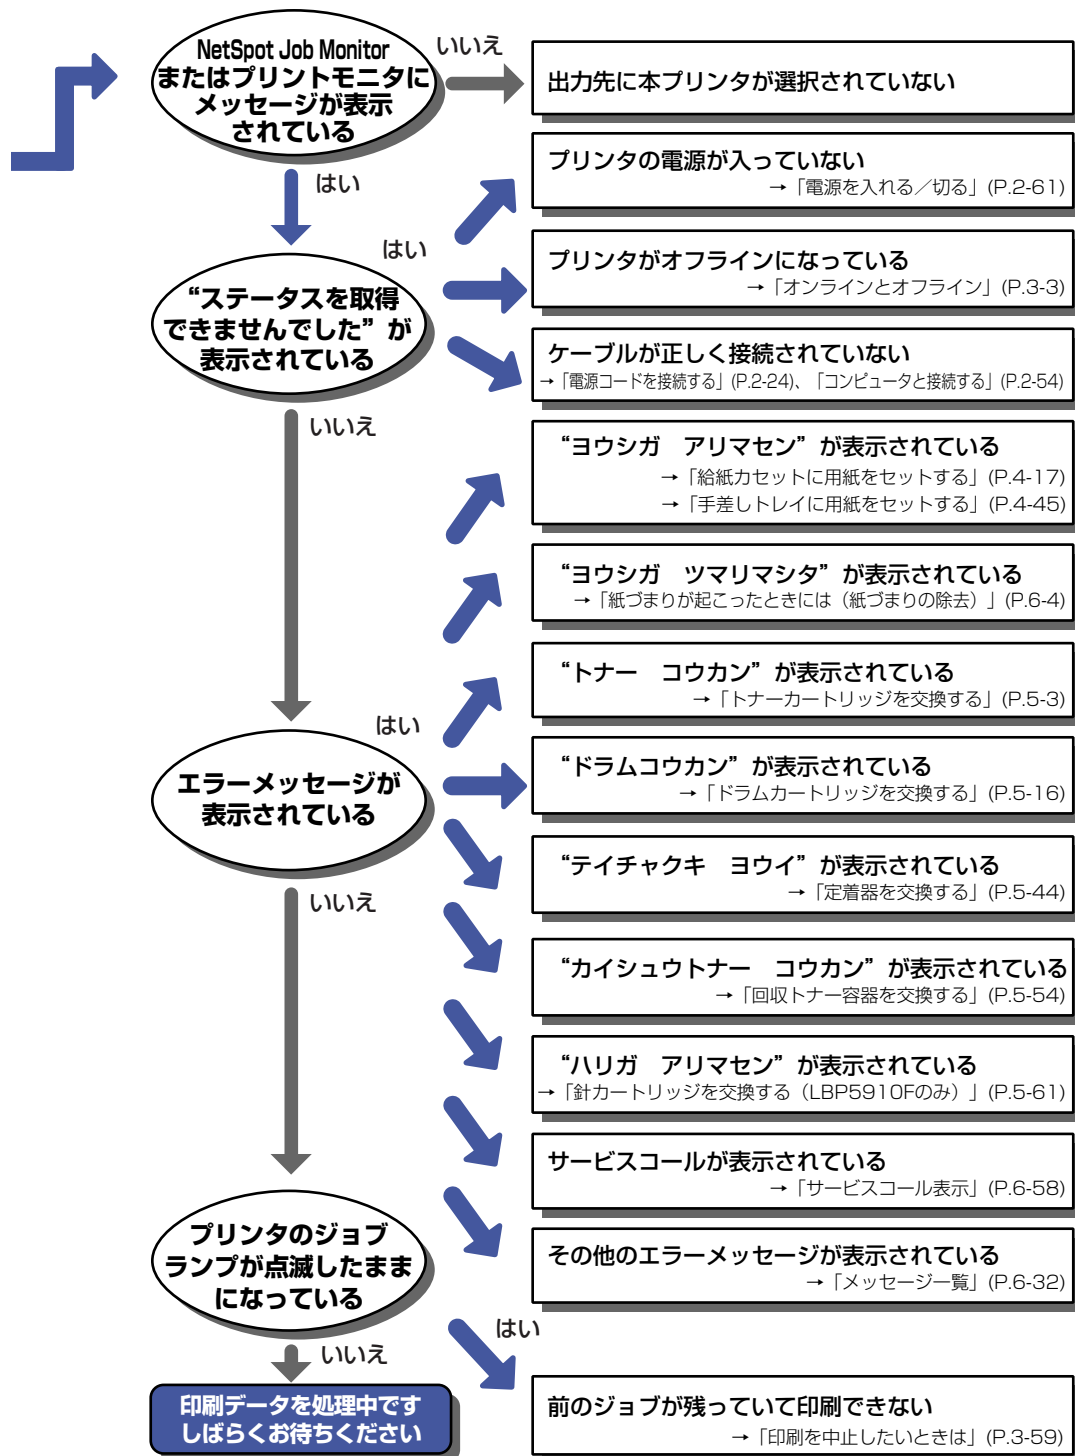 NetSpot Job Monitor
またはプリントモニタに
メッセージが表示
されている
いいえ
出力先に本プリンタが選択されていない
はい
プリンタの電源が入っていない
→「電源を入れる／切る」(P.2-61)
はい
プリンタがオフラインになっている
→「オンラインとオフライン」(P.3-3)
“ステータスを取得
できませんでした”が
表示されている
ケーブルが正しく接続されていない
→「電源コードを接続する」(P.2-24)、「コンピュータと接続する」(P.2-54)
いいえ
“ヨウシガ　アリマセン”が表示されている
→「給紙カセットに用紙をセットする」(P.4-17)
→「手差しトレイに用紙をセットする」(P.4-45)
“ヨウシガ　ツマリマシタ”が表示されている
→「紙づまりが起こったときには（紙づまりの除去）」(P.6-4)
“トナー　コウカン”が表示されている
→「トナーカートリッジを交換する」(P.5-3)
はい
エラーメッセージが
表示されている
“ドラムコウカン”が表示されている
→「ドラムカートリッジを交換する」(P.5-16)
“テイチャクキ　ヨウイ”が表示されている
→「定着器を交換する」(P.5-44)
いいえ
“カイシュウトナー　コウカン”が表示されている
→「回収トナー容器を交換する」(P.5-54)
“ハリガ　アリマセン”が表示されている
→「針カートリッジを交換する（LBP5910Fのみ）」(P.5-61)
サービスコールが表示されている
→「サービスコール表示」(P.6-58)
プリンタのジョブ
ランプが点滅したまま
になっている
その他のエラーメッセージが表示されている
→「メッセージ一覧」(P.6-32)
はい
いいえ
印刷データを処理中です
しばらくお待ちください
前のジョブが残っていて印刷できない
→「印刷を中止したいときは」(P.3-59)